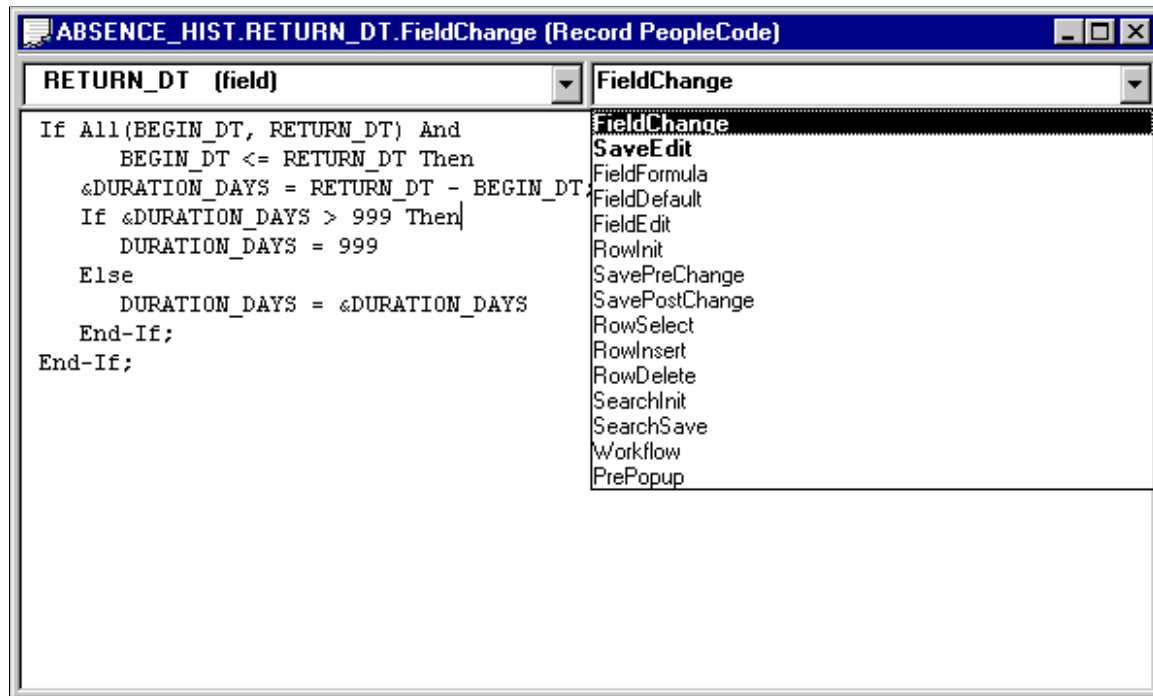 ABSENCE_HIST.RETURN_DT.FieldChange (Record PeopleCode)
RETURN_DT (field)
FieldChange
If All(BEGIN_DT, RETURN_DT) And
BEGIN_DT <= RETURN_DT Then
&DURATION_DAYS = RETURN_DT - BEGIN_DT;
If &DURATION_DAYS > 999 Then
DURATION_DAYS = 999
Else
DURATION_DAYS = &DURATION_DAYS
End-If;
End-If;
FieldChange
SaveEdit
FieldFormula
FieldDefault
FieldEdit
RowInit
SavePreChange
SavePostChange
RowSelect
RowInsert
RowDelete
SearchInit
SearchSave
Workflow
PrePopup